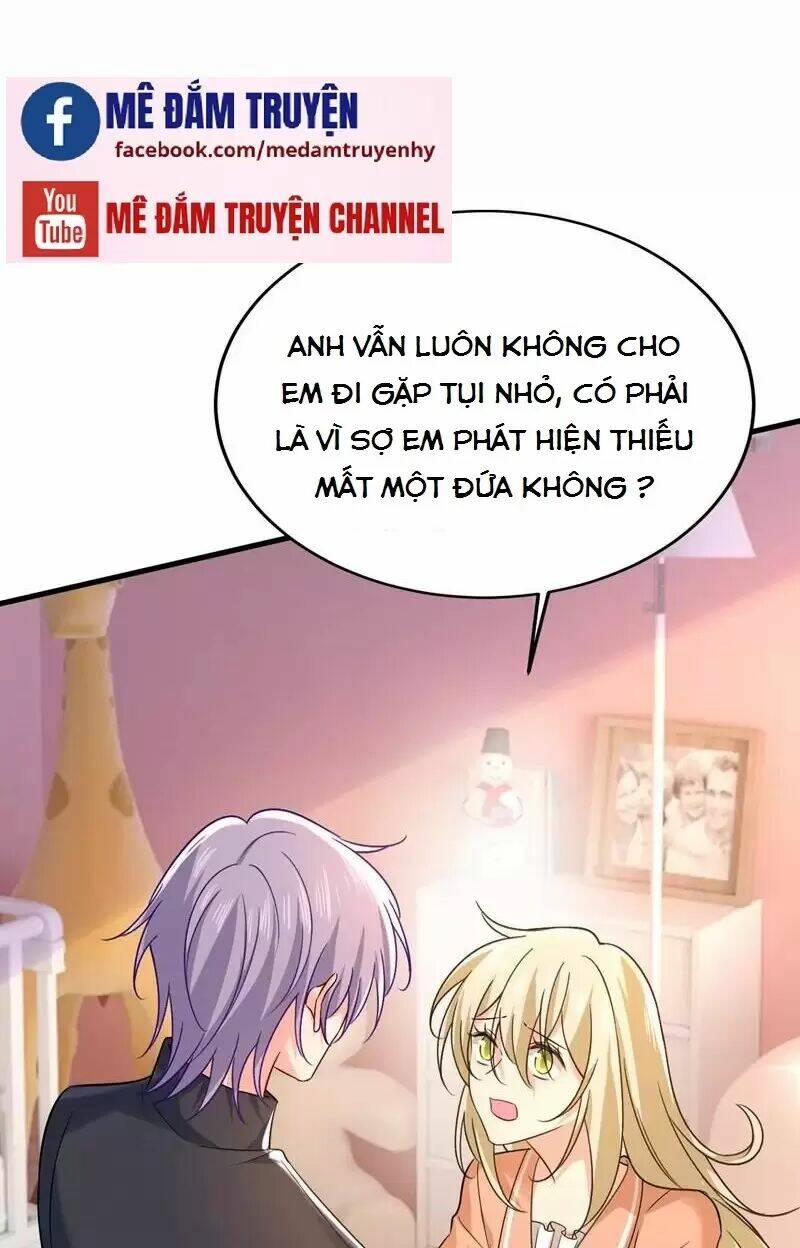 MÊ ĐẮM TRUYỆN
facebook.com/medamtruyenhy
You
Tube
MÊ ĐẮM TRUYỆN CHANNEL
ANH VẪN LUÔN KHÔNG CHO
EM ĐI GẶP TỤI NHỎ, CÓ PHẢI
LÀ VÌ SỢ EM PHÁT HIỆN THIẾU
MẤT MỘT ĐỨA KHÔNG ?